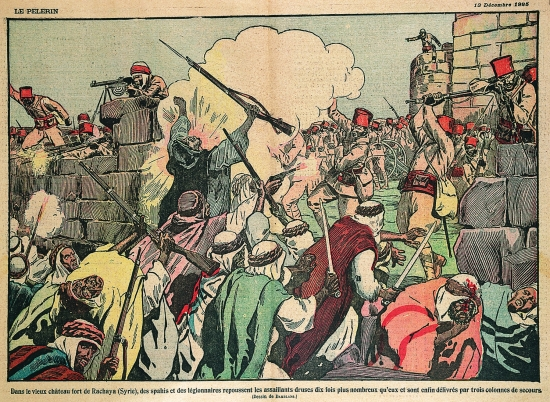 LE PÈLERIN
13 Décembre 1925
Dans le vieux château fort de Rachaya (Syrie), des spahis et des légionnaires repoussent les assaillants druses dix fois plus nombreux qu'eux et sont enfin délivrés par trois colonnes de secours.
(Dessin de Damblans.)